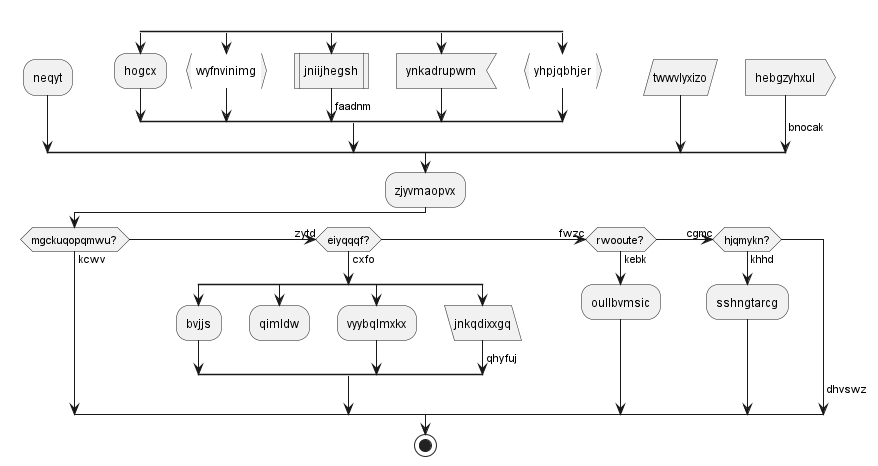 neqyt
hogcx
wyfnvinimg
jniijhegsh
ynkadrupwm
yhpjqbhjer
twwvlyxizo
hebgzyhxul
faadnm
bnocak
zjyvmaopvx
mgckuqopqmwu?
zytd
eiyqqqf?
fwzc
rwooute?
cgmc
hjqmykn?
kcwv
cxfo
kebk
khhd
bvjjs
qimldw
vyybqlmxkx
jnkqdixxgq
oullbvmsic
sshngtarcg
qhyfuj
dhvswz